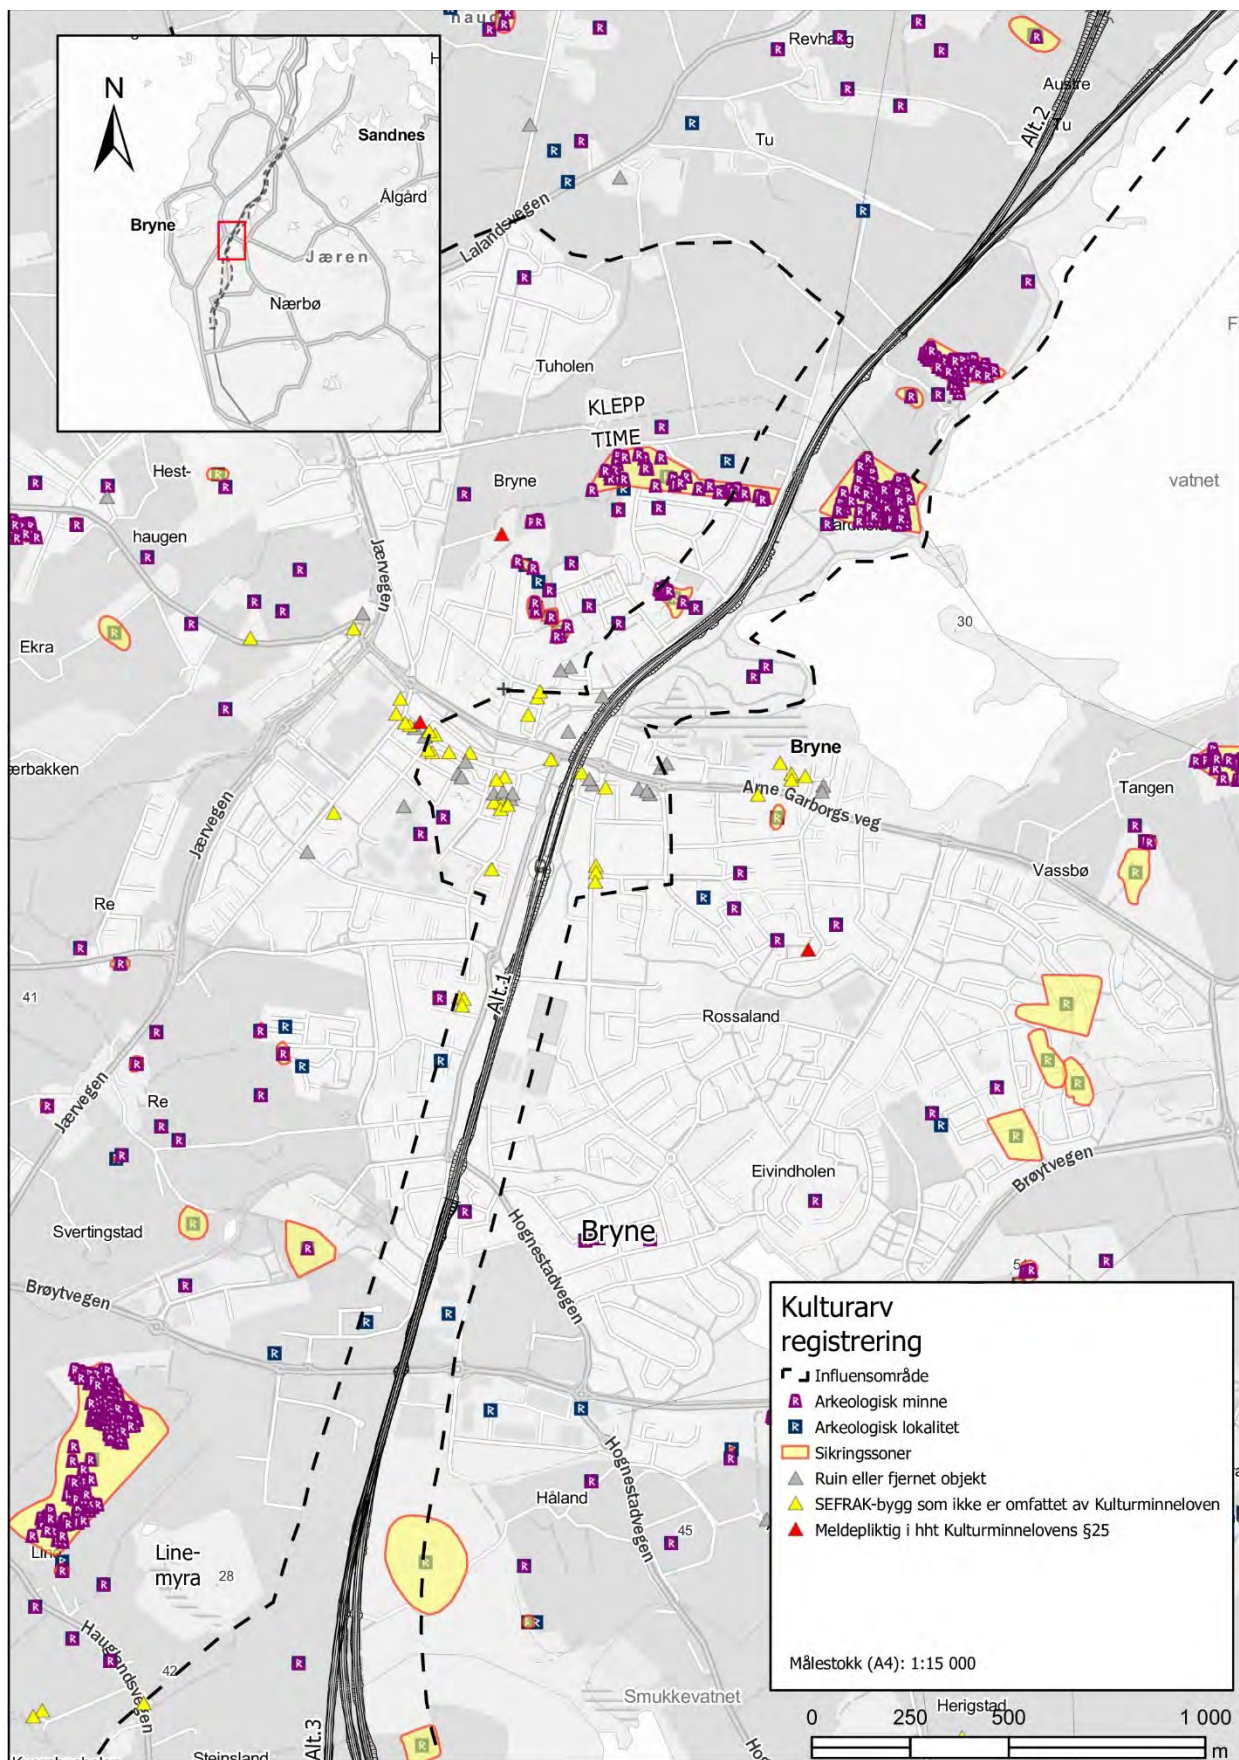 haug
Revhaug
Austre
Tu
Tu
Alt.2
N
Sandnes
Ålgård
Bryne
Jæren
Nærbø
Lalandsvegen
Tuholen
KLEPP
TIME
Hest-
haugen
Bryne
Jærvegen
vatnet
30
Ekra
Bryne
Arne Garborgs veg
Tangen
Vassbø
Jærvegen
Re
41
Alt.1
Rossaland
Re
Jærvegen
Eivindholen
Brøytvegen
Svertingstad
Hognestadvegen
Bryne
Brøytvegen
Kulturarv
registrering
Influensområde
Arkeologisk minne
Arkeologisk lokalitet
Sikringssoner
Ruin eller fjernet objekt
SEFRAK-bygg som ikke er omfattet av Kulturminneloven
Meldepliktig i hht Kulturminnelovens §25
Målestokk (A4): 1:15 000
Hognestadvegen
Håland
45
Line-
myra
28
Hauglandsvegen
42
Smukkevatnet
Herigstad
Alt.3
Steinsland
0 250 500 1 000
m